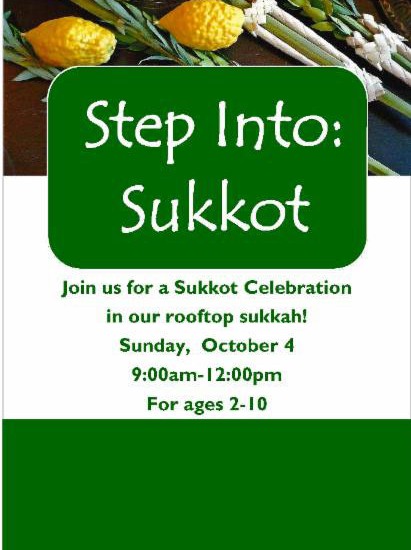 Step Into:
Sukkot
Join us for a Sukkot Celebration
in our rooftop sukkah!
Sunday,  October 4
9:00am-12:00pm
For ages 2-10